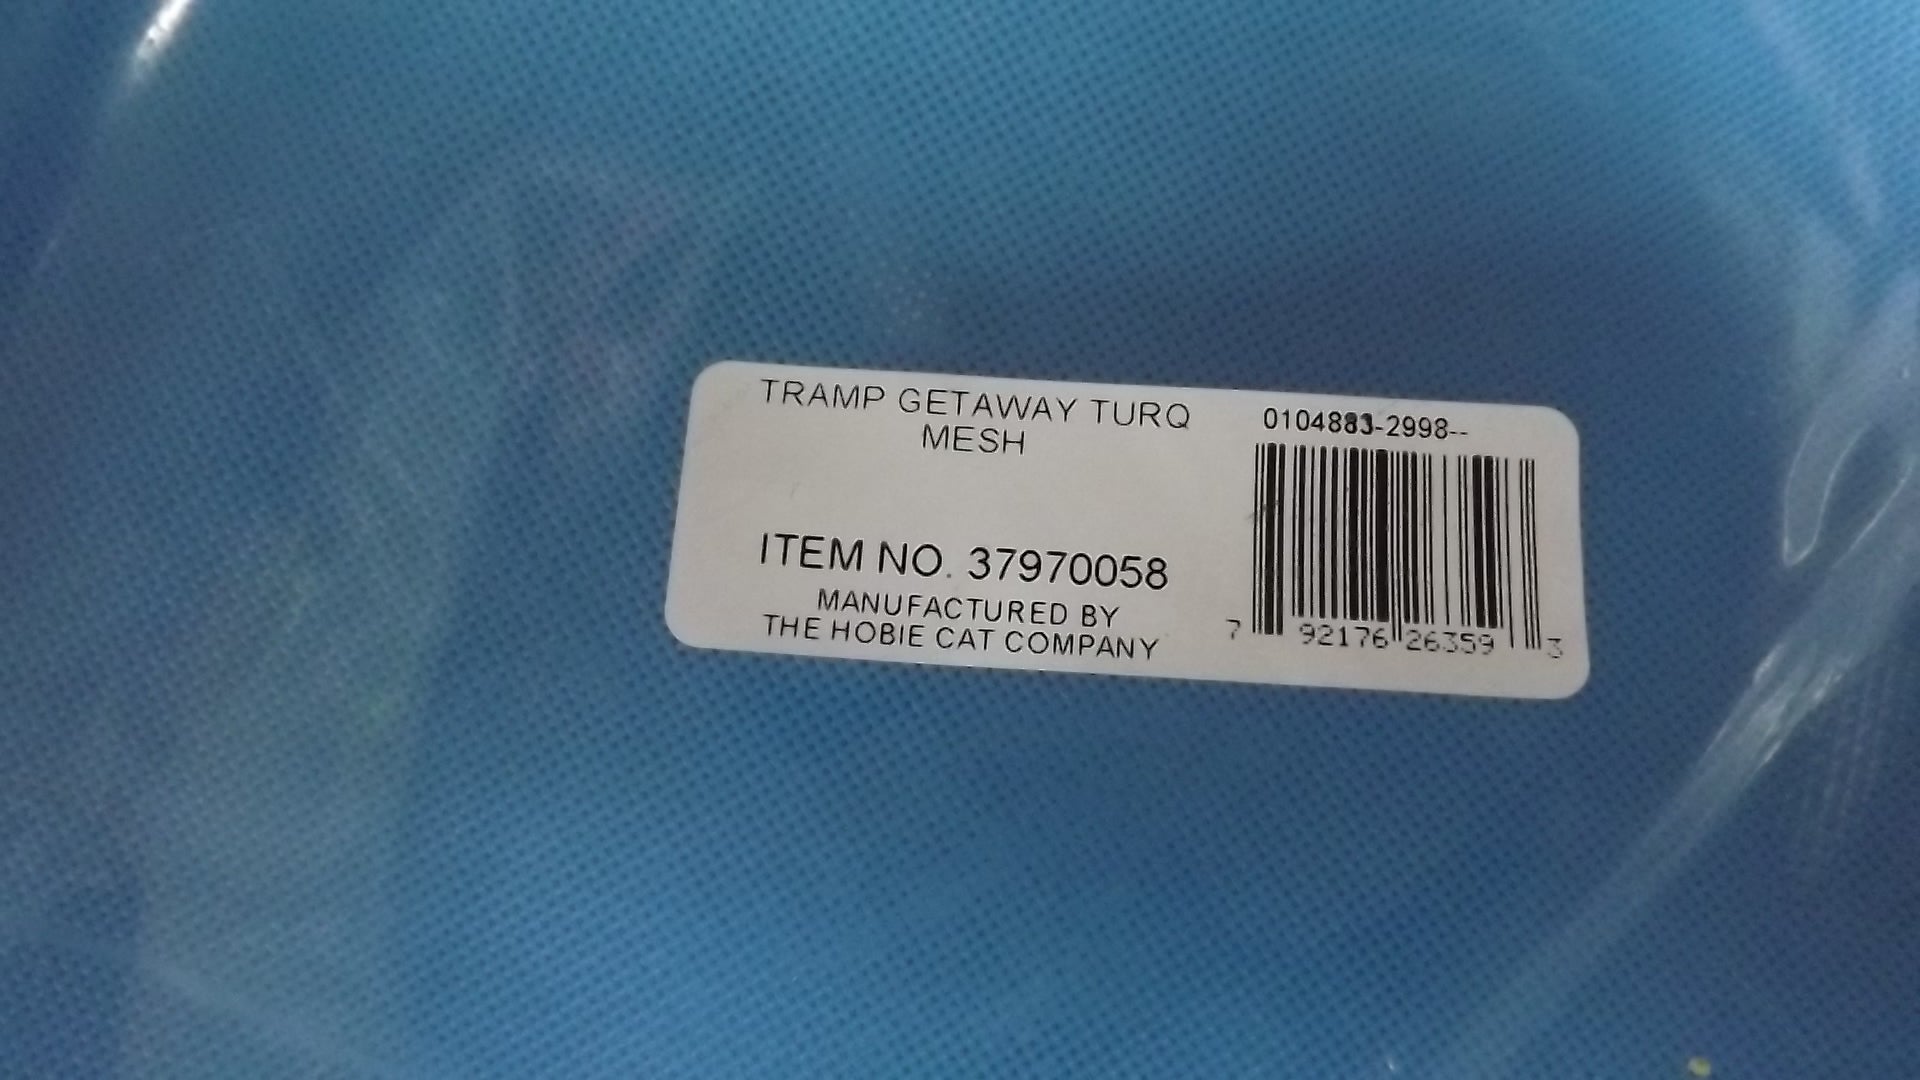 TRAMP GETAWAY TURQ
MESH
ITEM NO. 37970058
MANUFACTURED BY
THE HOBIE CAT COMPANY
0104883-2998--
7 92176 26359 3